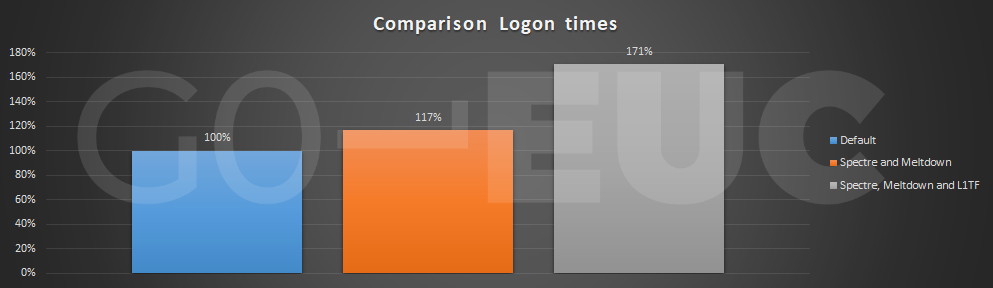 Comparison Logon times
180%
160%
140%
120%
100%
80%
60%
40%
20%
0%
100%
117%
171%
Default
Spectre and Meltdown
Spectre, Meltdown and L1TF
GO-EUC